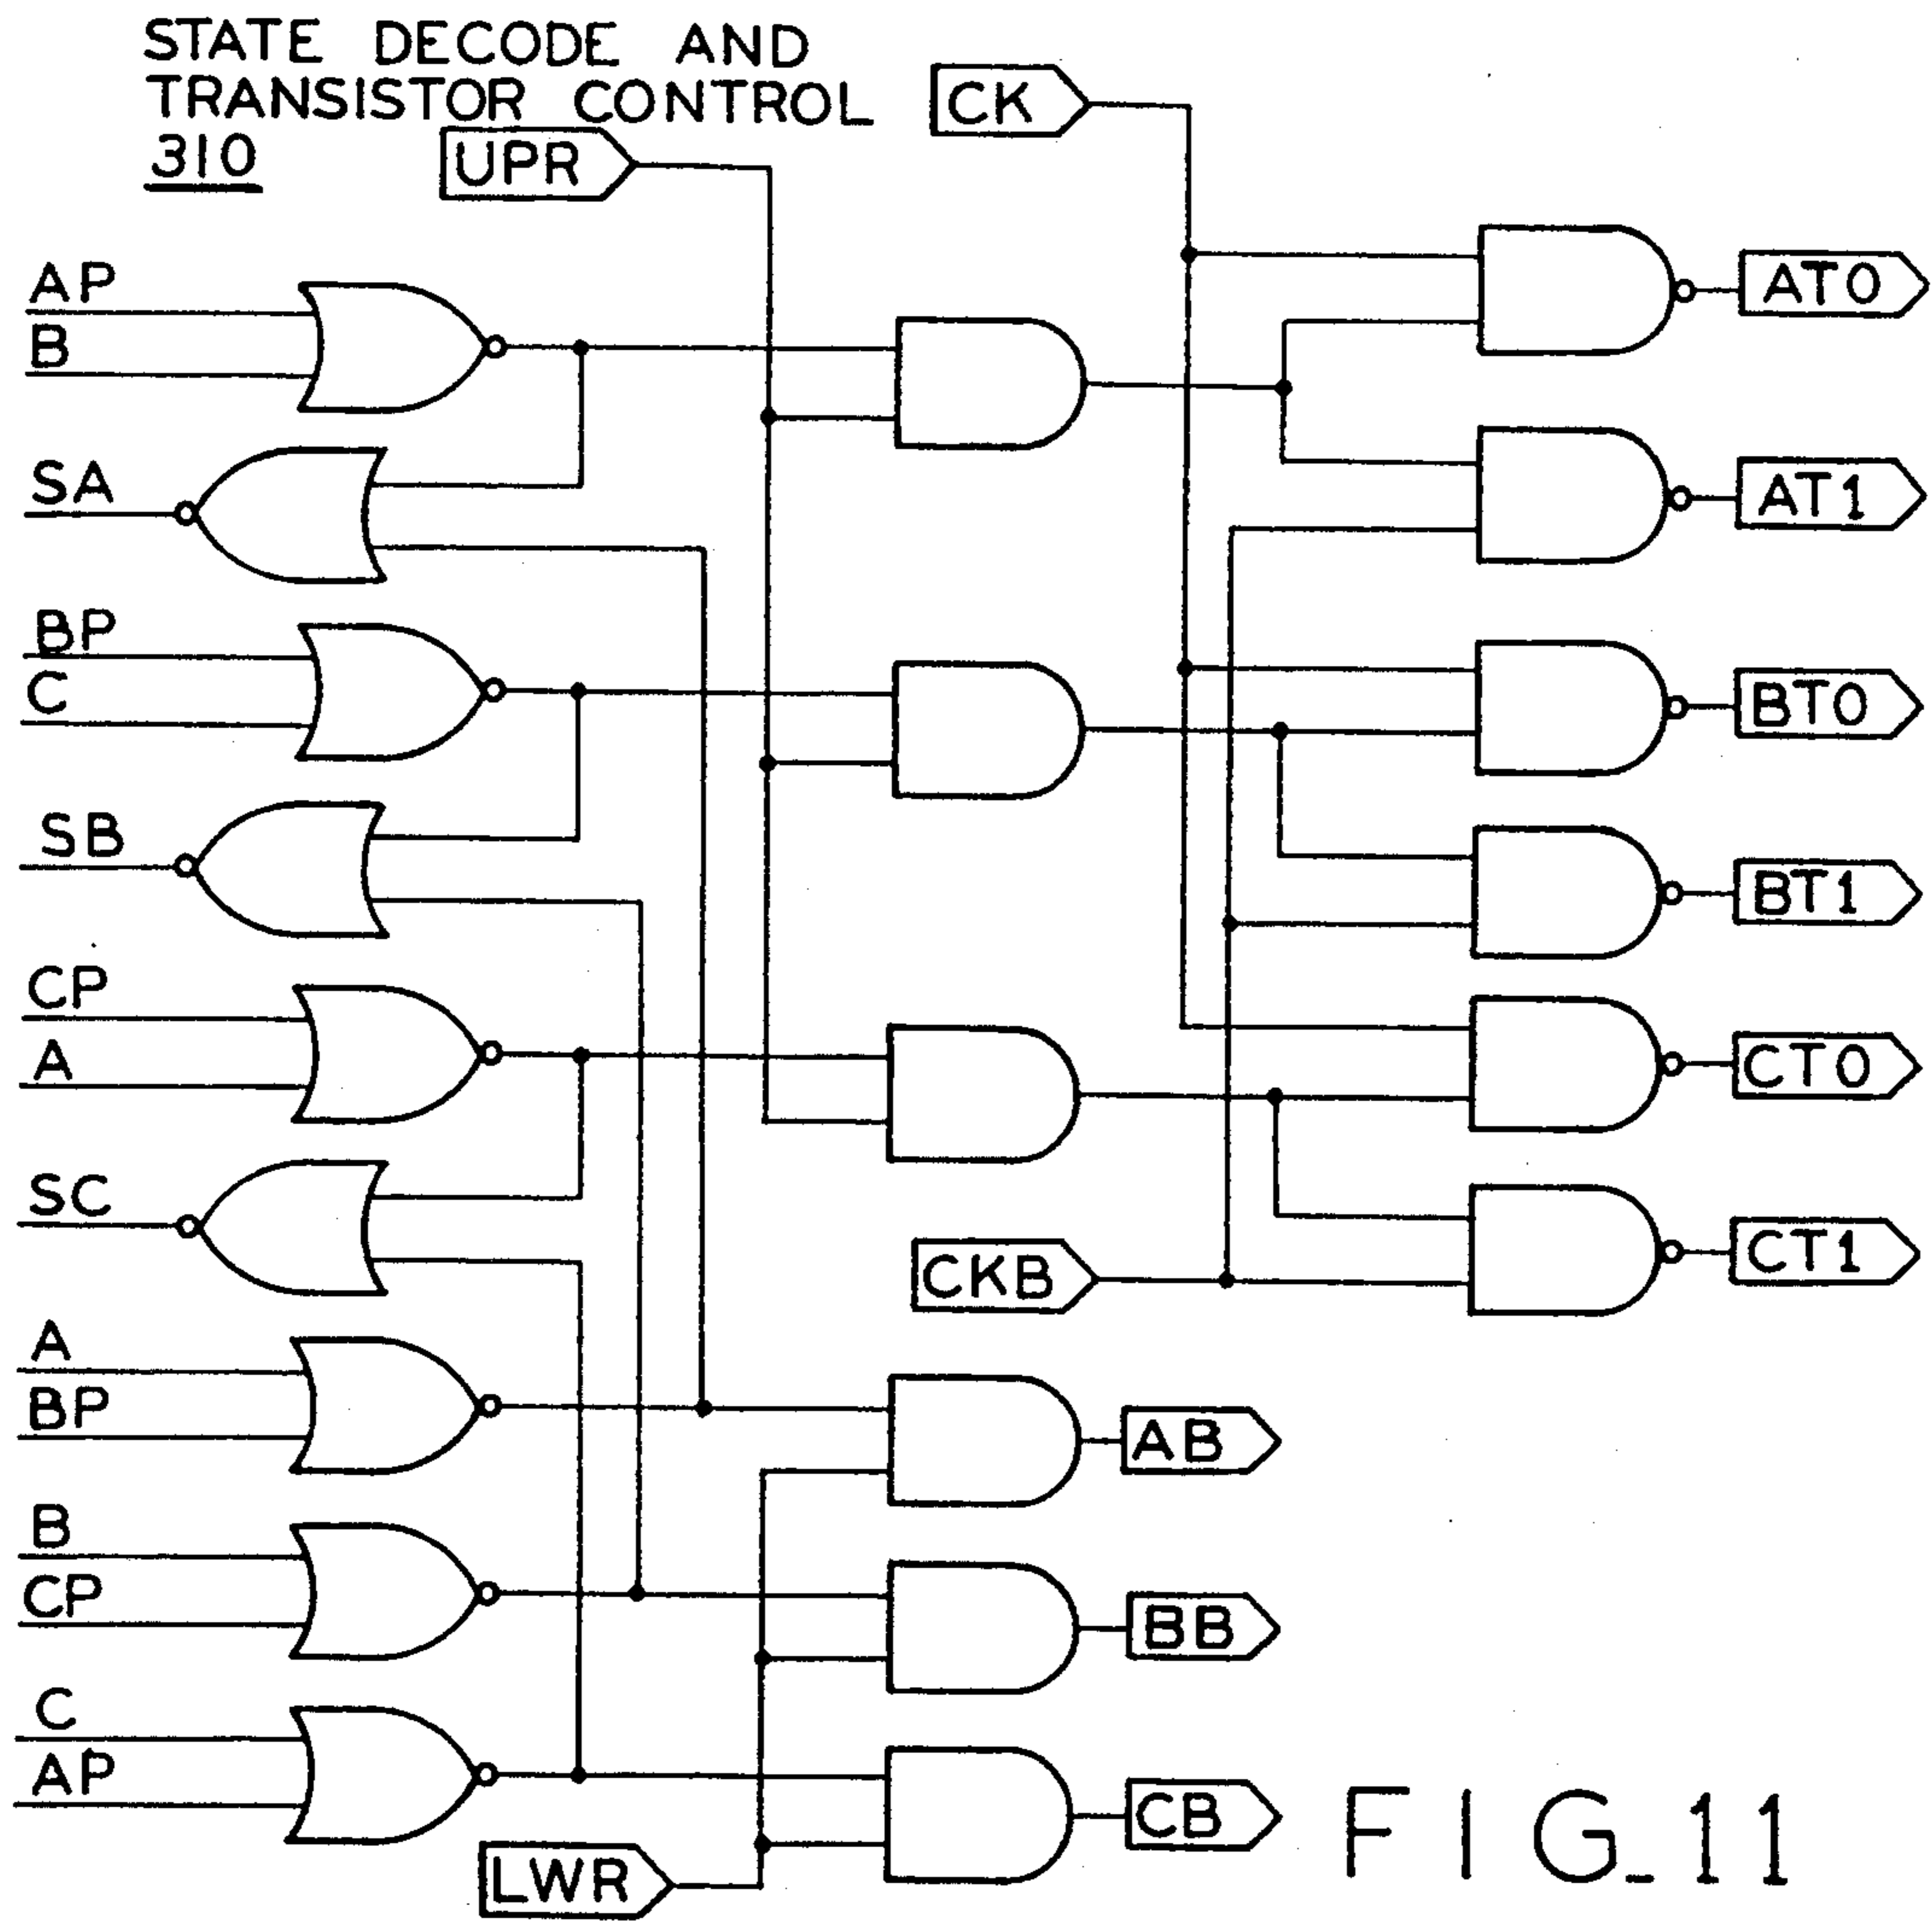 STATE DECODE AND
TRANSISTOR CONTROL
310
CK
UPR
AP
B
AT0
SA
AT1
BP
C
BT0
SB
BT1
CP
A
CT0
SC
CKB
CT1
A
BP
AB
B
CP
BB
C
AP
CB
LWR
FIG_11